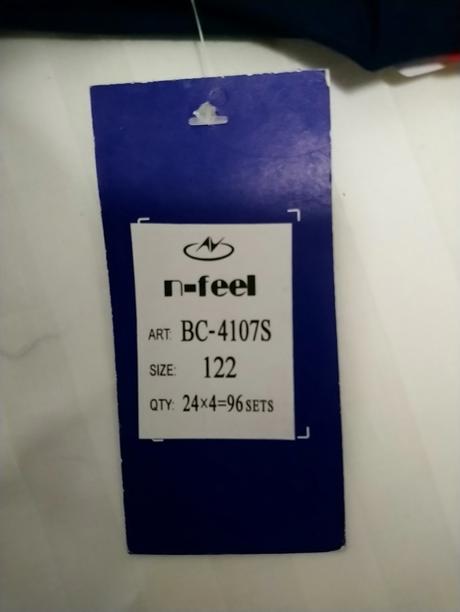 n-feel
ART: BC-4107S
SIZE: 122
QTY: 24×4=96 SETS